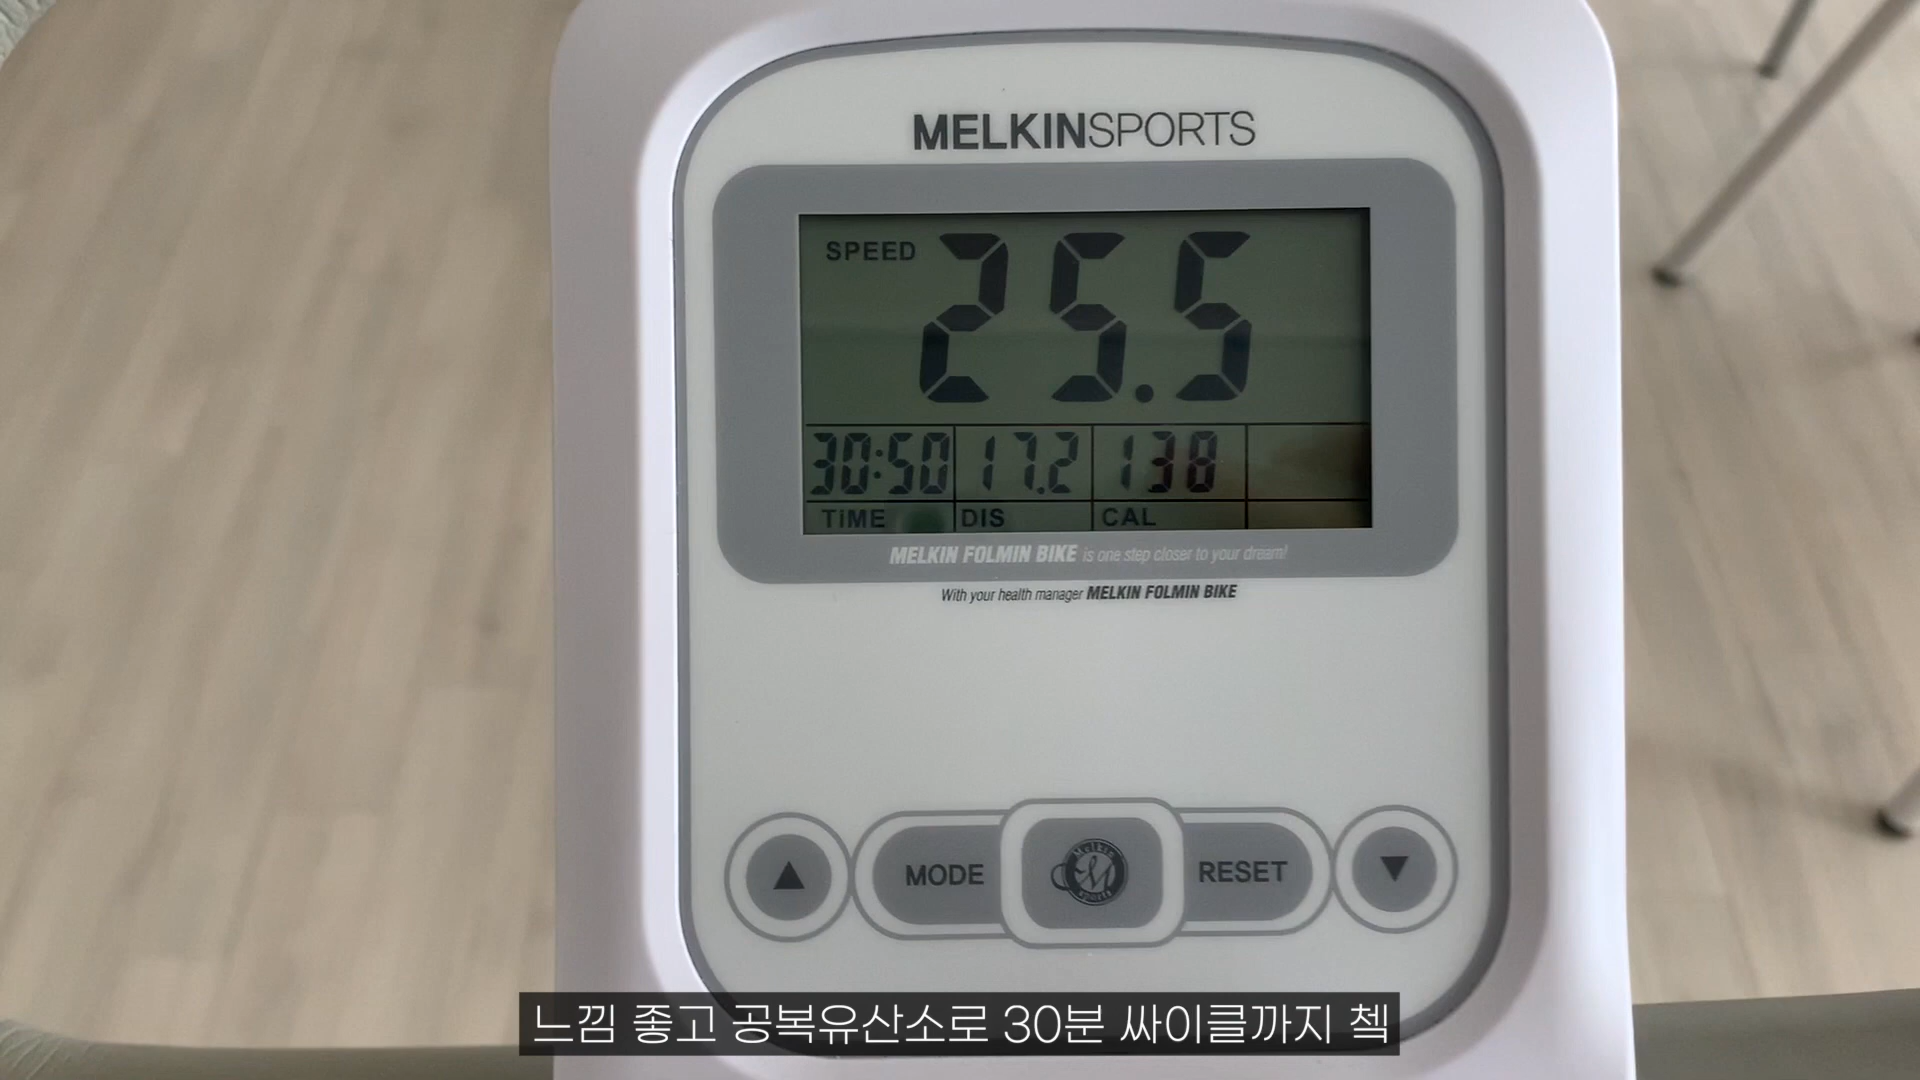 MELKINSPORTS
SPEED 25.5
30:50 17.2 138
TIME DIS CAL
MELKIN FOLMIN BIKE is one step closer to your dream!
With your health manager MELKIN FOLMIN BIKE
▲ MODE Melkin M Sports RESET ▼
느낌 좋고 공복유산소로 30분 싸이클까지 첵